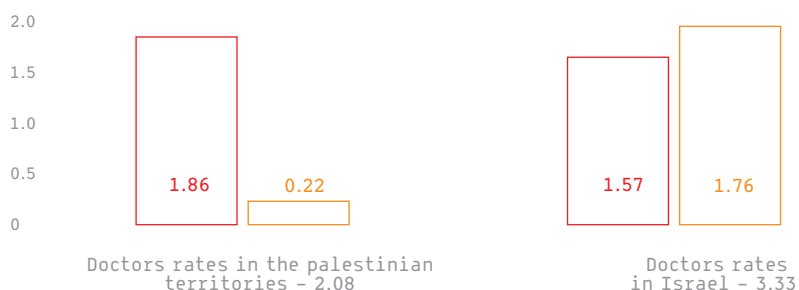 2.0
1.5
1.0
0.5
0
1.86
0.22
1.57
1.76
Doctors rates in the palestinian
territories – 2.08
Doctors rates
in Israel – 3.33